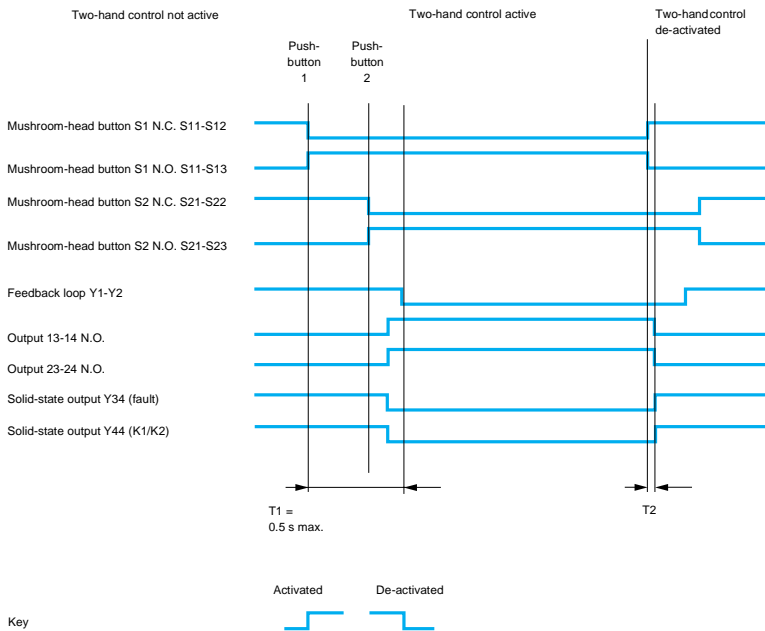 Two-hand control not active
Two-hand control active
Two-hand control
de-activated
Push-
button
1
Push-
button
2
Mushroom-head button S1 N.C. S11-S12
Mushroom-head button S1 N.O. S11-S13
Mushroom-head button S2 N.C. S21-S22
Mushroom-head button S2 N.O. S21-S23
Feedback loop Y1-Y2
Output 13-14 N.O.
Output 23-24 N.O.
Solid-state output Y34 (fault)
Solid-state output Y44 (K1/K2)
T1 =
0.5 s max.
T2
Activated
De-activated
Key